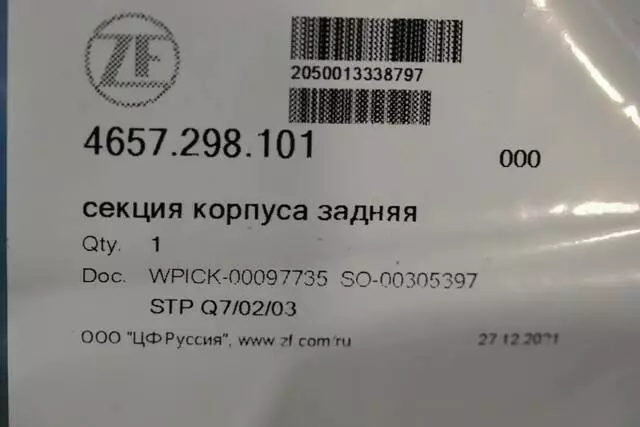 ZF
2050013338797
4657.298.101
000
секция корпуса задняя
Qty. 1
Doc. WPICK-00097735 SO-00305397
STP Q7/02/03
ООО "ЦФ Руссия", www zf com/ru 27.12.2021